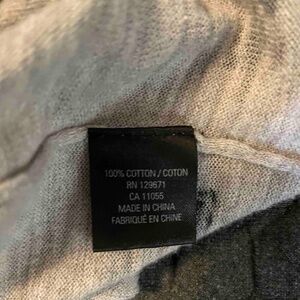 100% COTTON / COTON
RN 129671
CA 11055
MADE IN CHINA
FABRIQUÉ EN CHINE